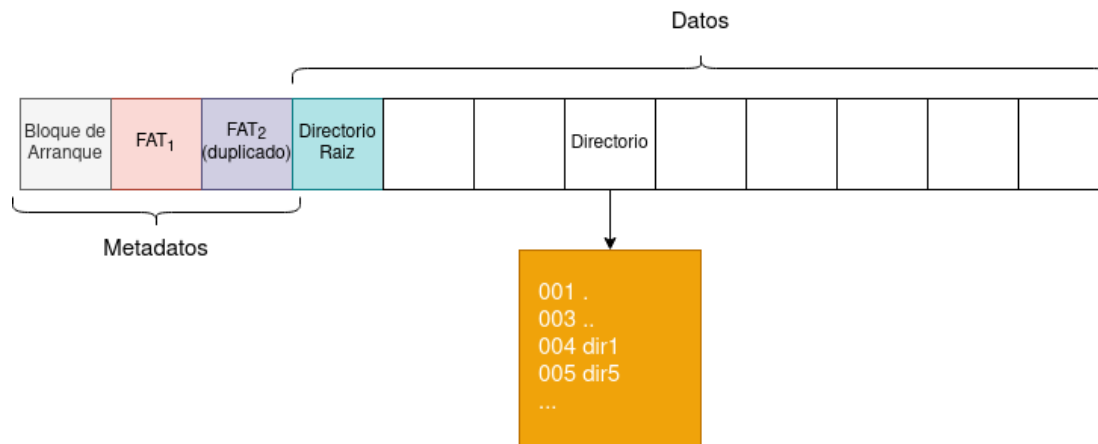 Datos
Bloque de
Arranque
FAT1
FAT2
(duplicado)
Directorio
Raiz
Directorio
Metadatos
001 .
003 ..
004 dir1
005 dir5
...